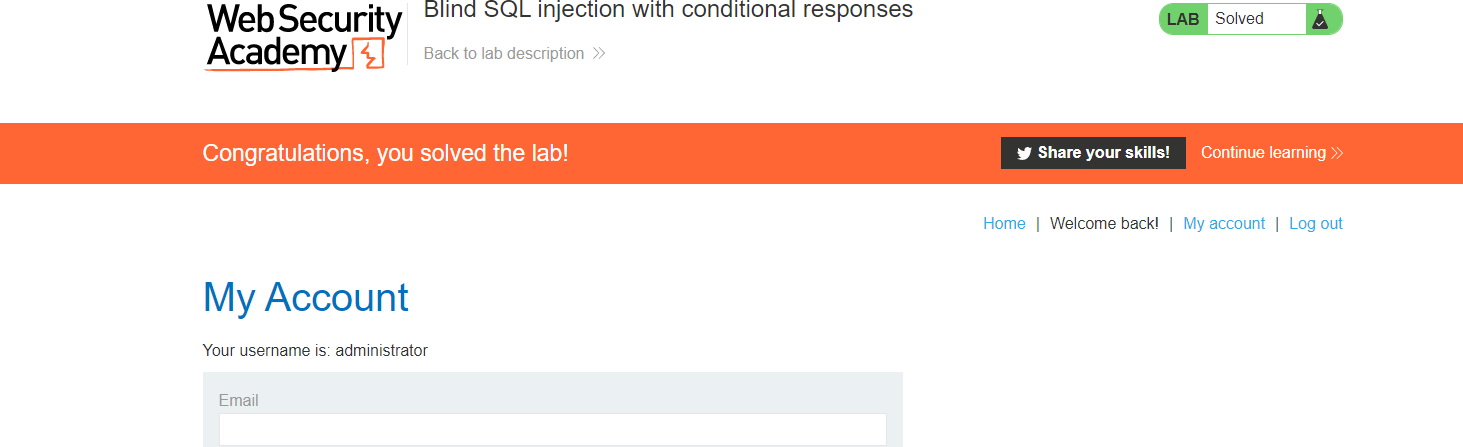 Web Security
Academy
Blind SQL injection with conditional responses
Back to lab description
LAB Solved
Congratulations, you solved the lab!
Share your skills!
Continue learning
Home | Welcome back! | My account | Log out
My Account
Your username is: administrator
Email